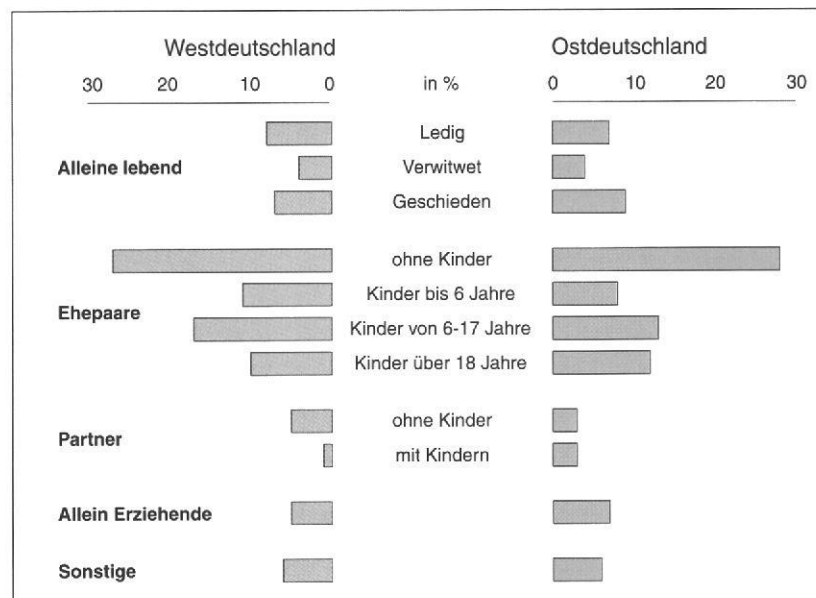 Westdeutschland Ostdeutschland
30 20 10 0 in % 0 10 20 30
Ledig
Alleine lebend Verwitwet
Geschieden
ohne Kinder
Kinder bis 6 Jahre
Ehepaare
Kinder von 6-17 Jahre
Kinder über 18 Jahre
ohne Kinder
Partner
mit Kindern
Allein Erziehende
Sonstige